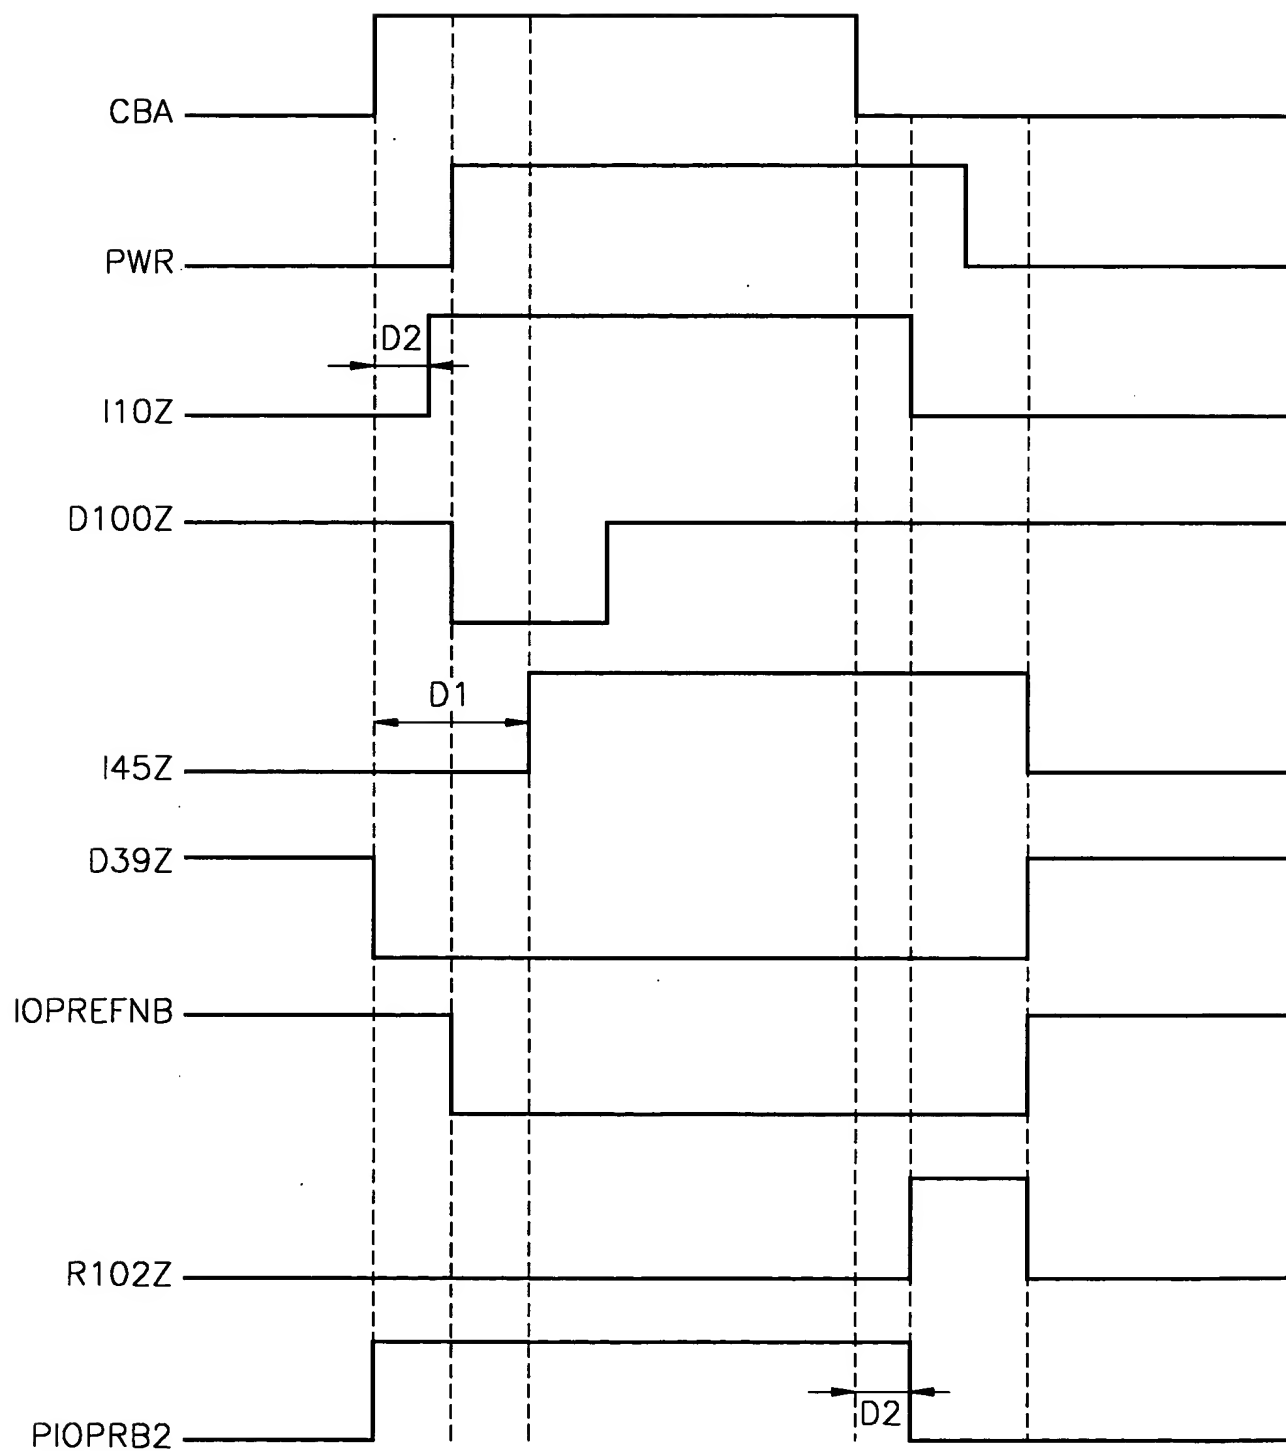 CBA
PWR
D2
I10Z
D100Z
D1
I45Z
D39Z
IOPREFNB
R102Z
D2
PIOPRB2